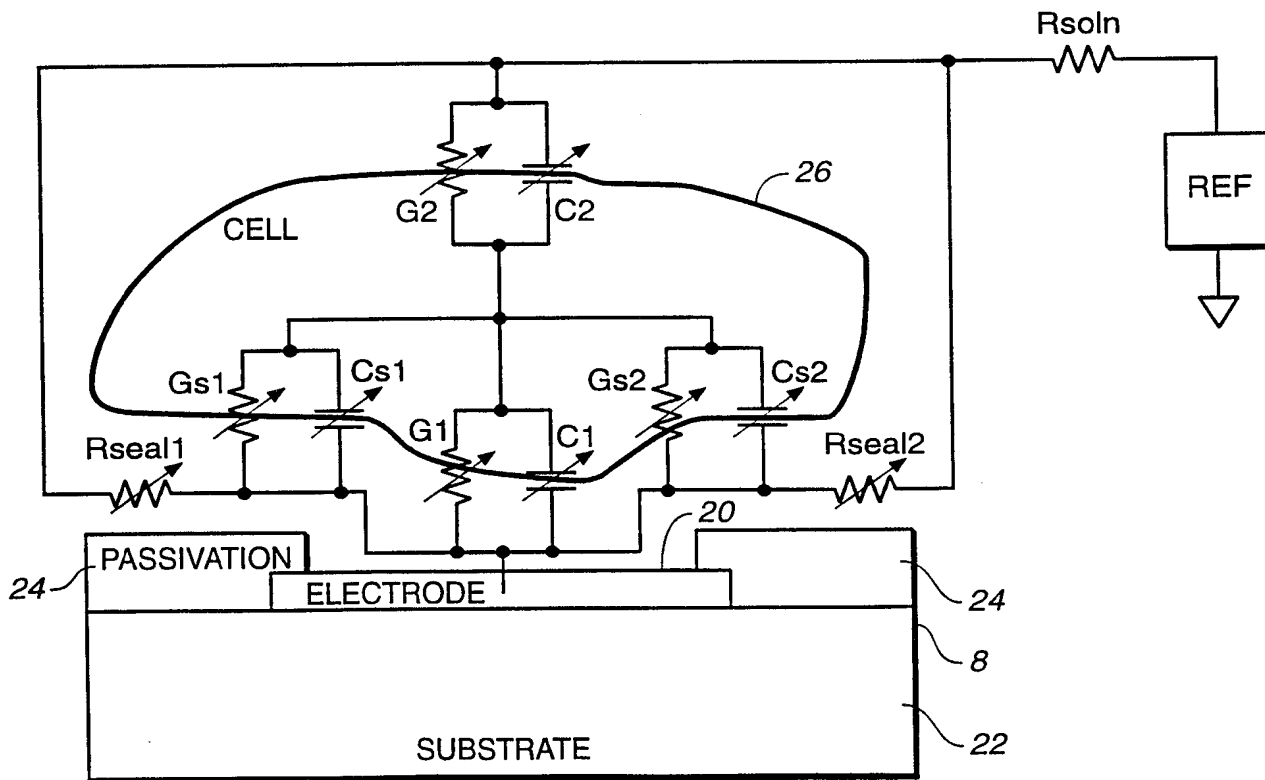 Rsoln
REF
26
G2
C2
CELL
Gs1
Cs1
Gs2
Cs2
G1
C1
Rseal1
Rseal2
20
PASSIVATION
24
ELECTRODE
24
8
22
SUBSTRATE